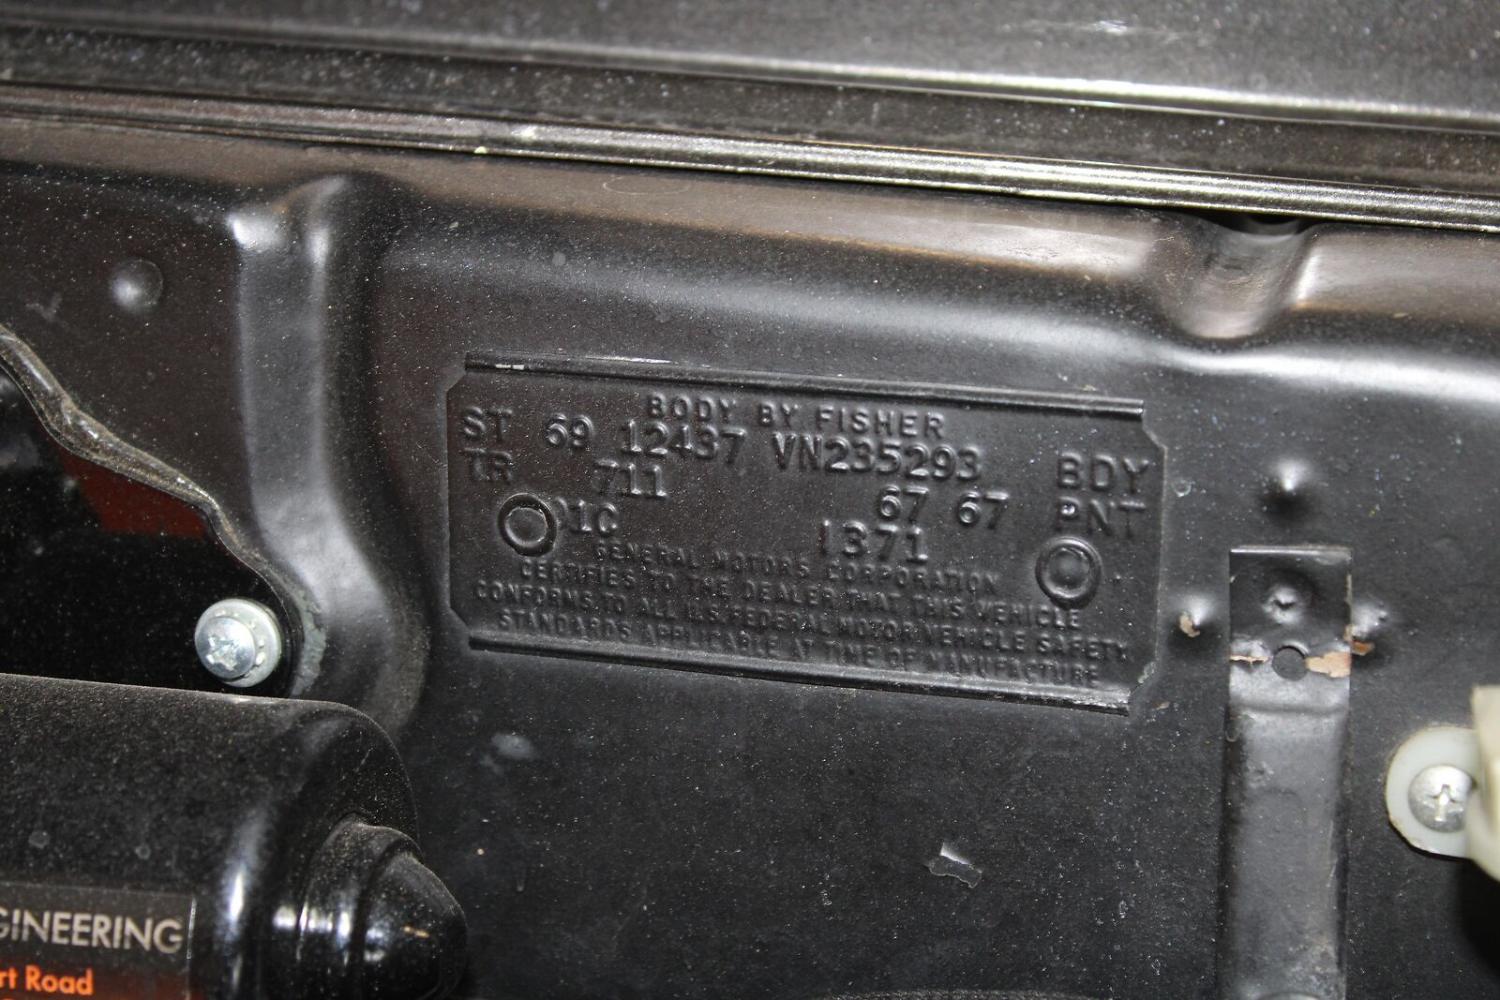 BODY BY FISHER
ST 69 12437 VN235293 BDY
TR 711 67 67 PNT
01C 1371
GENERAL MOTORS CORPORATION
CERTIFIES TO THE DEALER THAT THIS VEHICLE
CONFORMS TO ALL U.S. FEDERAL MOTOR VEHICLE SAFETY
STANDARDS APPLICABLE AT TIME OF MANUFACTURE
GINEERING
rt Road